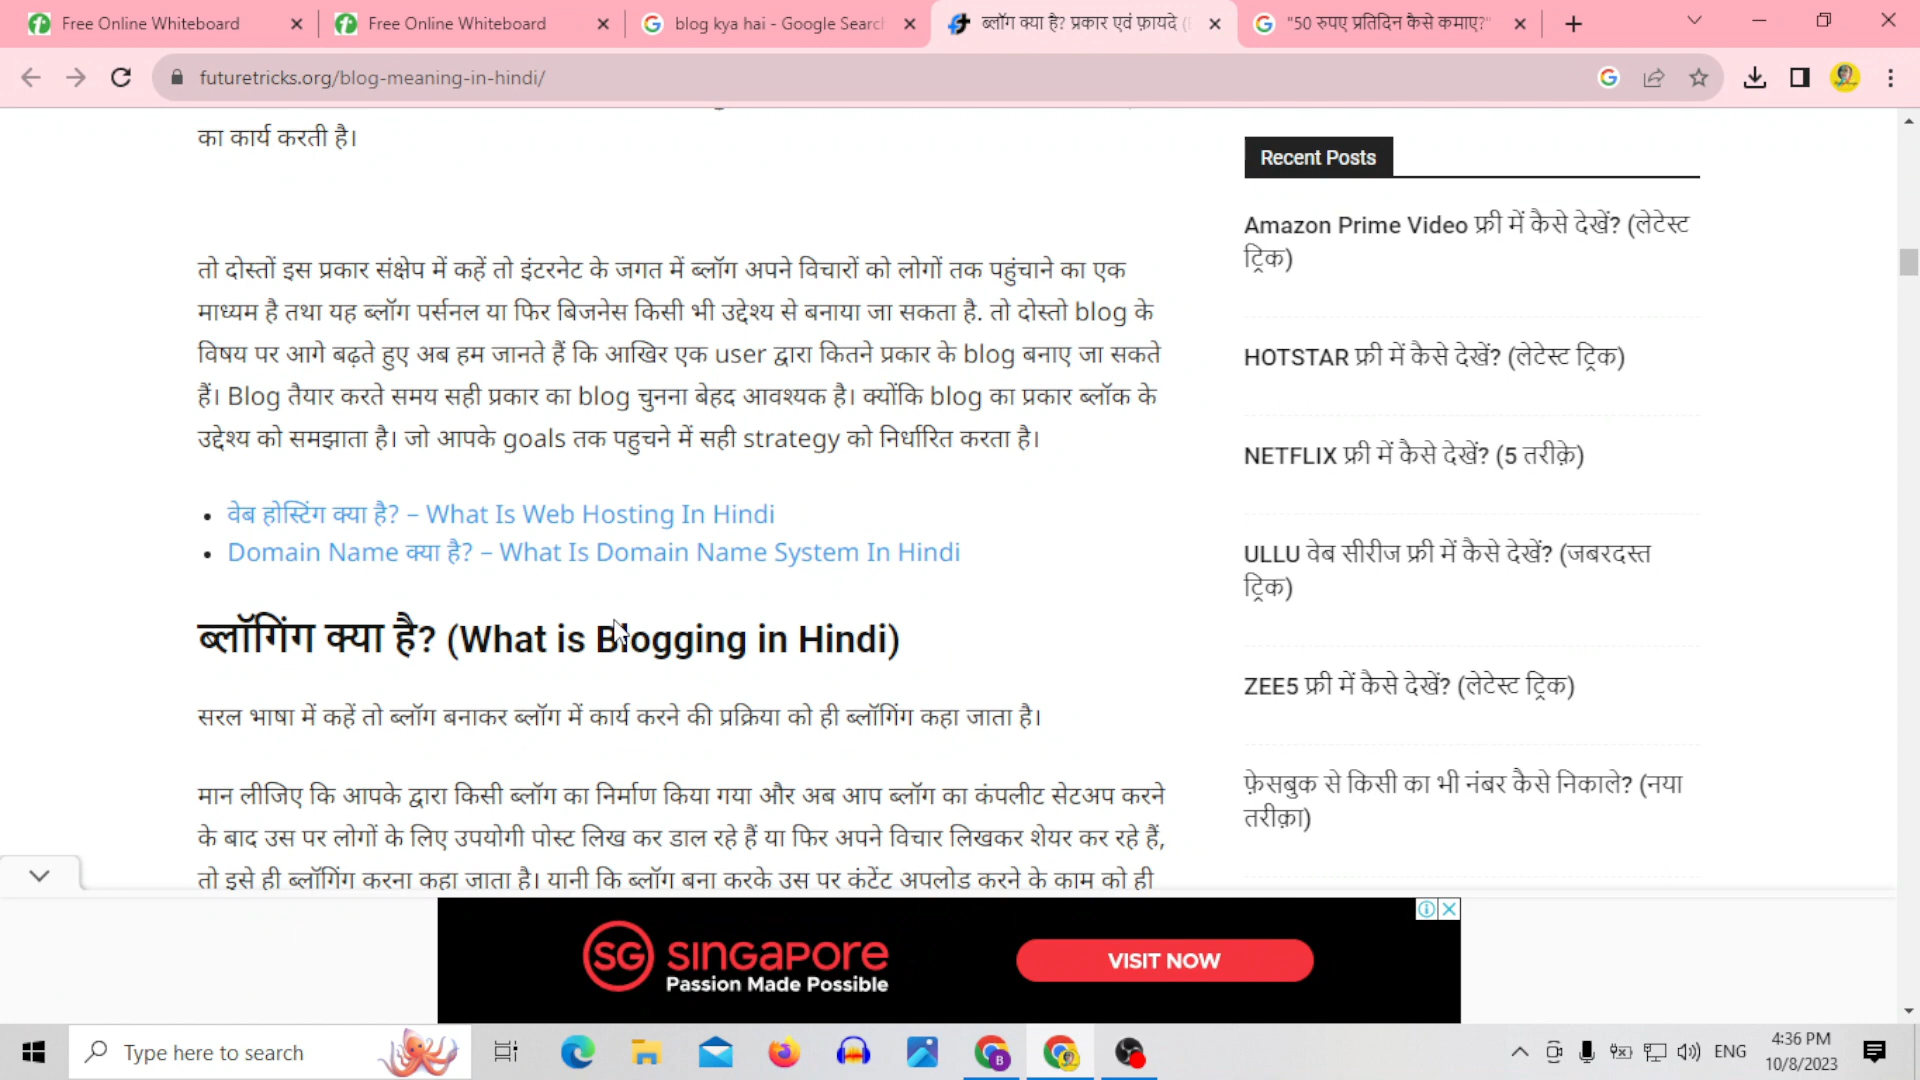 Free Online Whiteboard
Free Online Whiteboard
blog kya hai - Google Search
ब्लॉग क्या है? प्रकार एवं फ़ायदे
"50 रुपए प्रतिदिन कैसे कमाए?"
futuretricks.org/blog-meaning-in-hindi/
का कार्य करती है।
तो दोस्तों इस प्रकार संक्षेप में कहें तो इंटरनेट के जगत में ब्लॉग अपने विचारों को लोगों तक पहुंचाने का एक
माध्यम है तथा यह ब्लॉग पर्सनल या फिर बिजनेस किसी भी उद्देश्य से बनाया जा सकता है. तो दोस्तो blog के
विषय पर आगे बढ़ते हुए अब हम जानते हैं कि आखिर एक user द्वारा कितने प्रकार के blog बनाए जा सकते
हैं। Blog तैयार करते समय सही प्रकार का blog चुनना बेहद आवश्यक है। क्योंकि blog का प्रकार ब्लॉक के
उद्देश्य को समझाता है। जो आपके goals तक पहुचने में सही strategy को निर्धारित करता है।
• वेब होस्टिंग क्या है? – What Is Web Hosting In Hindi
• Domain Name क्या है? – What Is Domain Name System In Hindi
ब्लॉगिंग क्या है? (What is Blogging in Hindi)
सरल भाषा में कहें तो ब्लॉग बनाकर ब्लॉग में कार्य करने की प्रक्रिया को ही ब्लॉगिंग कहा जाता है।
मान लीजिए कि आपके द्वारा किसी ब्लॉग का निर्माण किया गया और अब आप ब्लॉग का कंपलीट सेटअप करने
के बाद उस पर लोगों के लिए उपयोगी पोस्ट लिख कर डाल रहे हैं या फिर अपने विचार लिखकर शेयर कर रहे हैं,
तो इसे ही ब्लॉगिंग करना कहा जाता है। यानी कि ब्लॉग बना करके उस पर कंटेंट अपलोड करने के काम को ही
Recent Posts
Amazon Prime Video फ्री में कैसे देखें? (लेटेस्ट
ट्रिक)
HOTSTAR फ्री में कैसे देखें? (लेटेस्ट ट्रिक)
NETFLIX फ्री में कैसे देखें? (5 तरीक़े)
ULLU वेब सीरीज फ्री में कैसे देखें? (जबरदस्त
ट्रिक)
ZEE5 फ्री में कैसे देखें? (लेटेस्ट ट्रिक)
फ़ेसबुक से किसी का भी नंबर कैसे निकाले? (नया
तरीक़ा)
SG SINGAPORE
Passion Made Possible
VISIT NOW
Type here to search
B
ENG
4:36 PM
10/8/2023